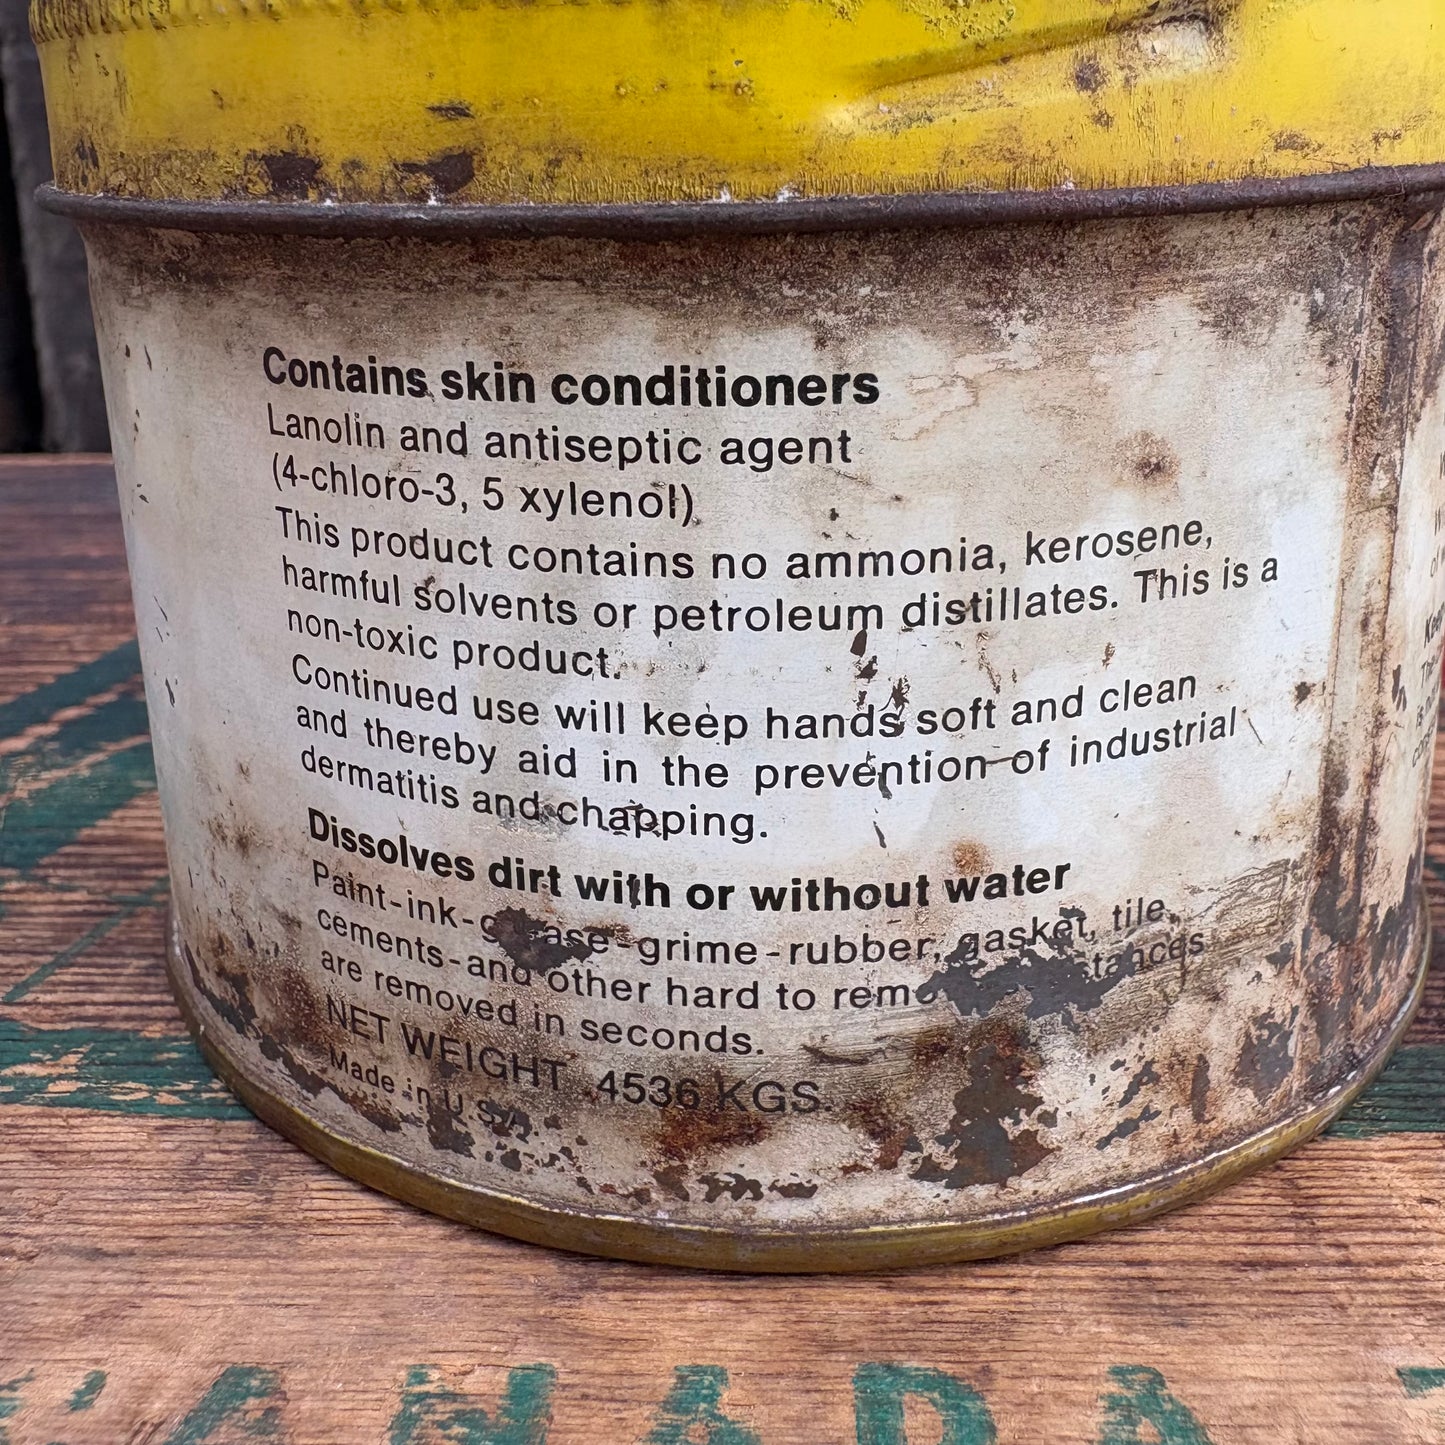 Contains skin conditioners
Lanolin and antiseptic agent
(4-chloro-3, 5 xylenol)
This product contains no ammonia, kerosene,
harmful solvents or petroleum distillates. This is a
non-toxic product.
Continued use will keep hands soft and clean
and thereby aid in the prevention of industrial
dermatitis and chapping.
Dissolves dirt with or without water
Paint-ink-grease-grime-rubber, gasket, tile,
cements-and other hard to remove
are removed in seconds.
NET WEIGHT .4536 KGS.
Made in U.S.A.
CANADA